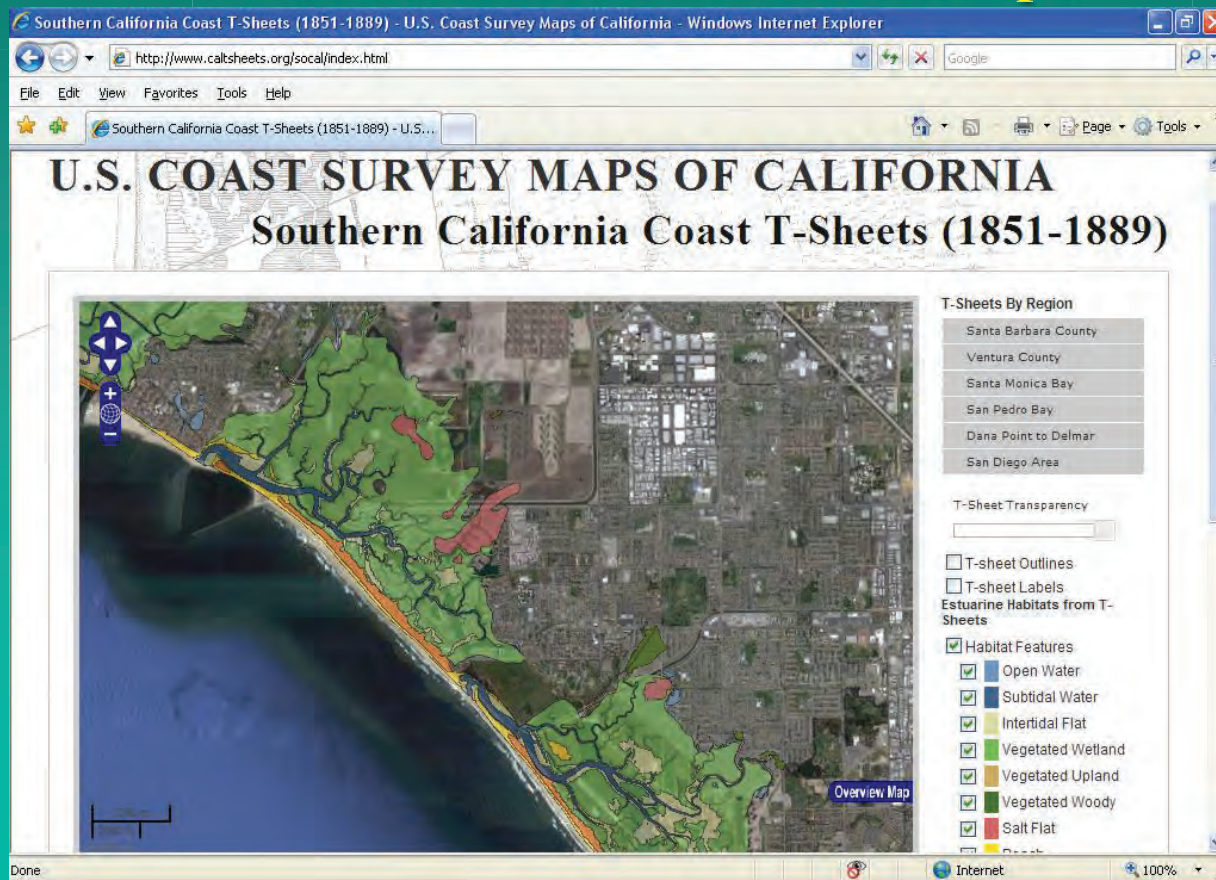 Southern California Coast T-Sheets (1851-1889) - U.S. Coast Survey Maps of California - Windows Internet Explorer
http://www.caltsheets.org/socal/index.html
Google
File Edit View Favorites Tools Help
Southern California Coast T-Sheets (1851-1889) - U.S...
Page Tools
U.S. COAST SURVEY MAPS OF CALIFORNIA
Southern California Coast T-Sheets (1851-1889)
T-Sheets By Region
Santa Barbara County
Ventura County
Santa Monica Bay
San Pedro Bay
Dana Point to Delmar
San Diego Area
T-Sheet Transparency
T-sheet Outlines
T-sheet Labels
Estuarine Habitats from T-
Sheets
Habitat Features
Open Water
Subtidal Water
Intertidal Flat
Vegetated Wetland
Vegetated Upland
Vegetated Woody
Salt Flat
Beach
Overview Map
Done
Internet
100%